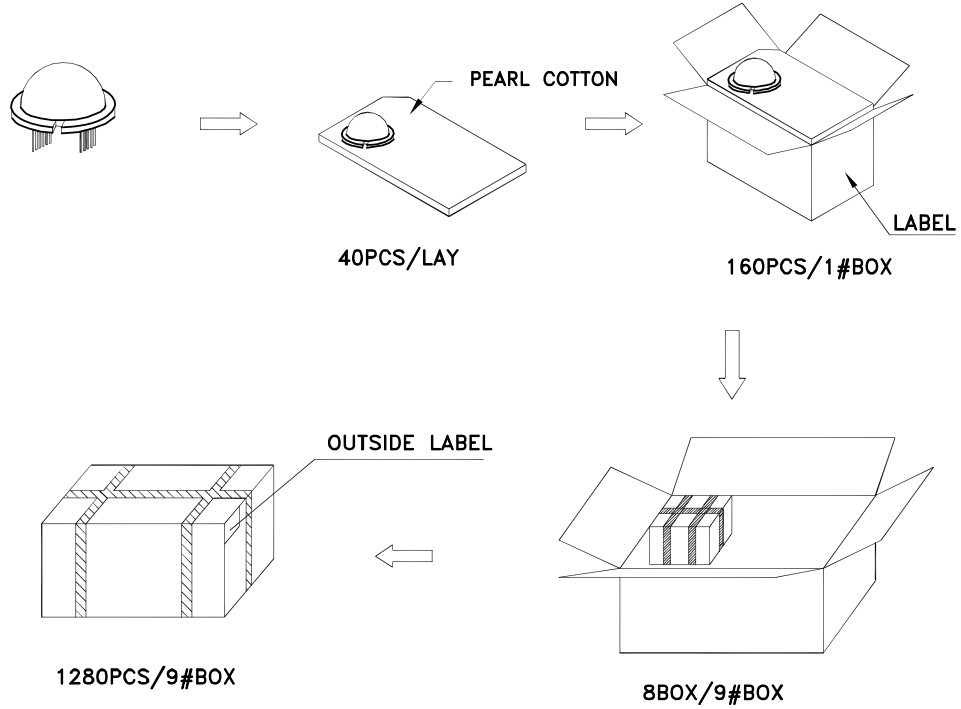 PEARL COTTON
40PCS/LAY
LABEL
160PCS/1#BOX
OUTSIDE LABEL
1280PCS/9#BOX
8BOX/9#BOX